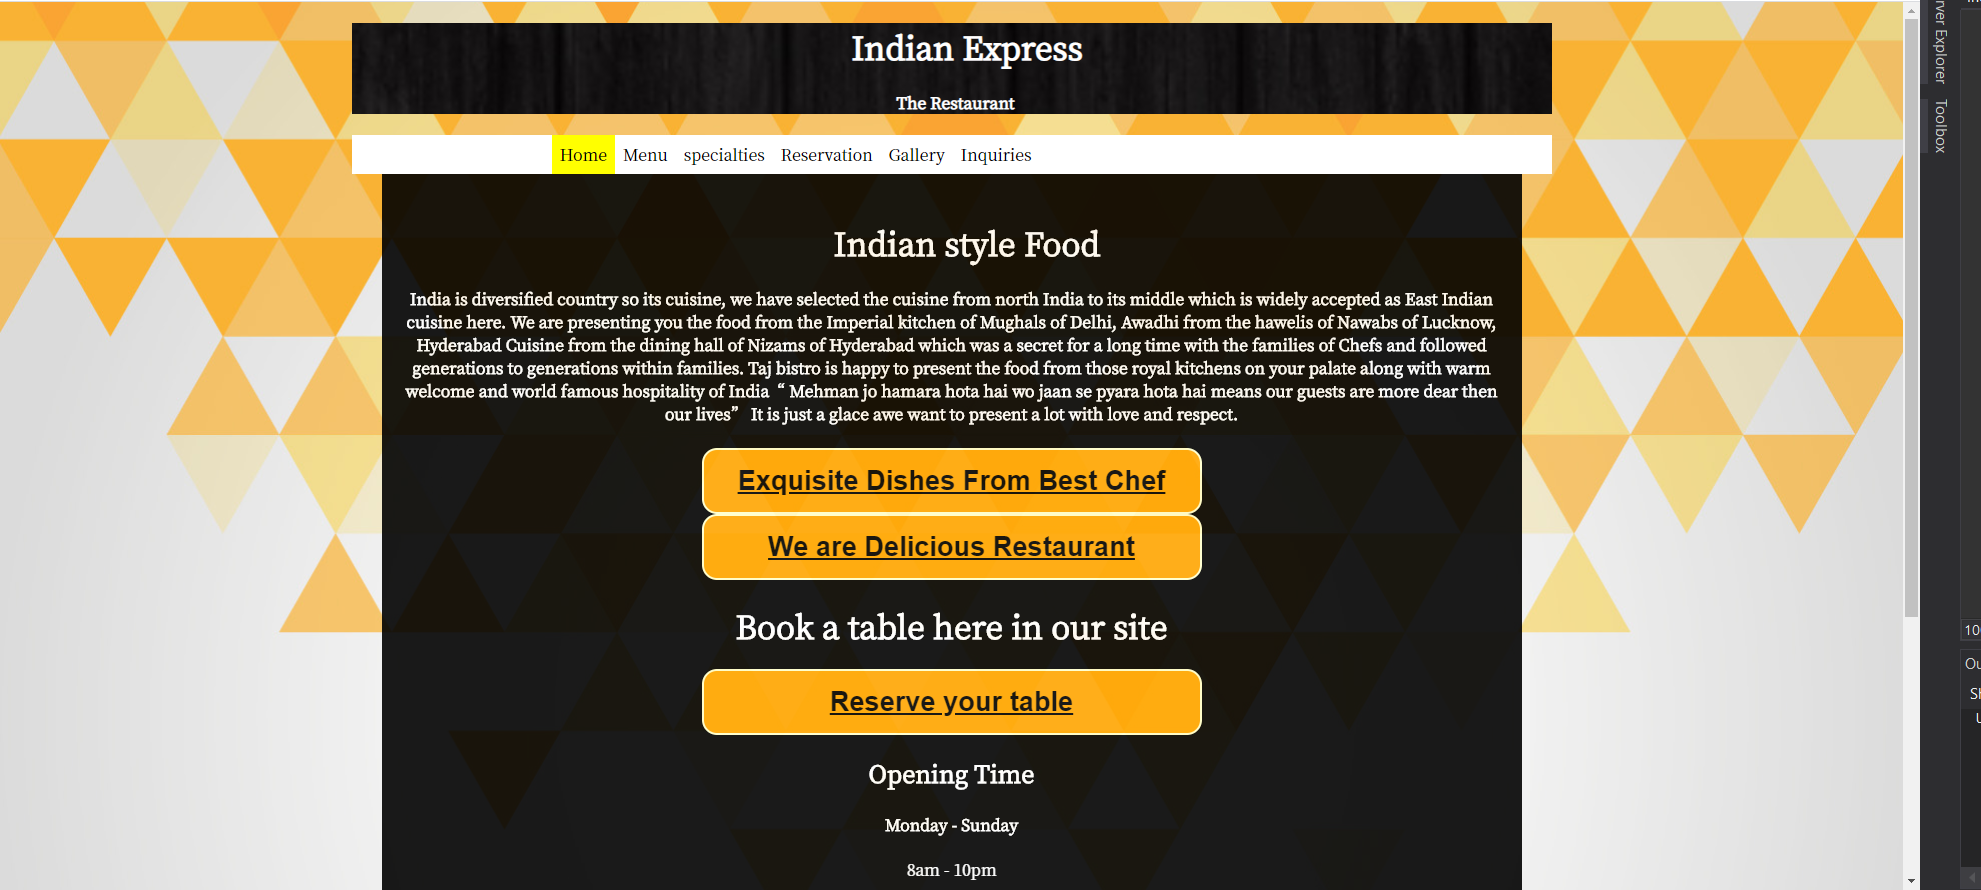 Indian Express
The Restaurant
Home Menu specialties Reservation Gallery Inquiries
Indian style Food
India is diversified country so its cuisine, we have selected the cuisine from north India to its middle which is widely accepted as East Indian
cuisine here. We are presenting you the food from the Imperial kitchen of Mughals of Delhi, Awadhi from the hawelis of Nawabs of Lucknow,
Hyderabad Cuisine from the dining hall of Nizams of Hyderabad which was a secret for a long time with the families of Chefs and followed
generations to generations within families. Taj bistro is happy to present the food from those royal kitchens on your palate along with warm
welcome and world famous hospitality of India “ Mehman jo hamara hota hai wo jaan se pyara hota hai means our guests are more dear then
our lives” It is just a glace awe want to present a lot with love and respect.
Exquisite Dishes From Best Chef
We are Delicious Restaurant
Book a table here in our site
Reserve your table
Opening Time
Monday - Sunday
8am - 10pm
Explorer
Toolbox